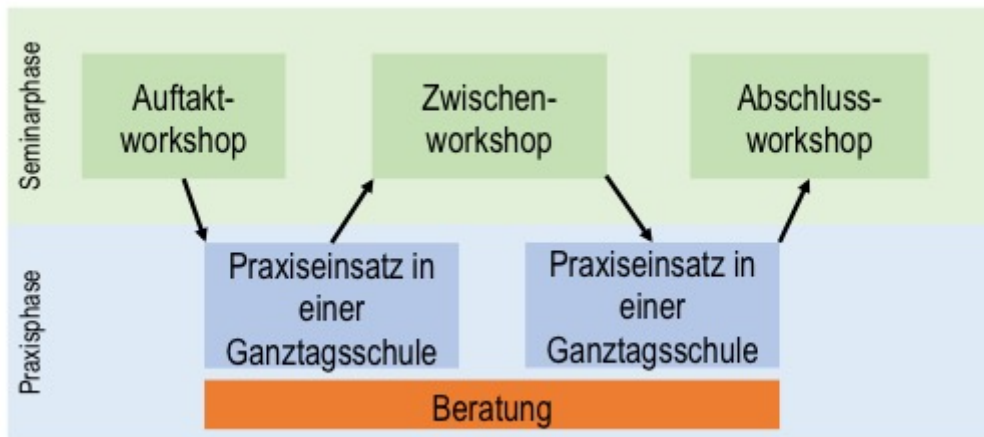 Seminarphase
Auftakt-
workshop
Zwischen-
workshop
Abschluss-
workshop
Praxisphase
Praxiseinsatz in
einer
Ganztagsschule
Praxiseinsatz in
einer
Ganztagsschule
Beratung